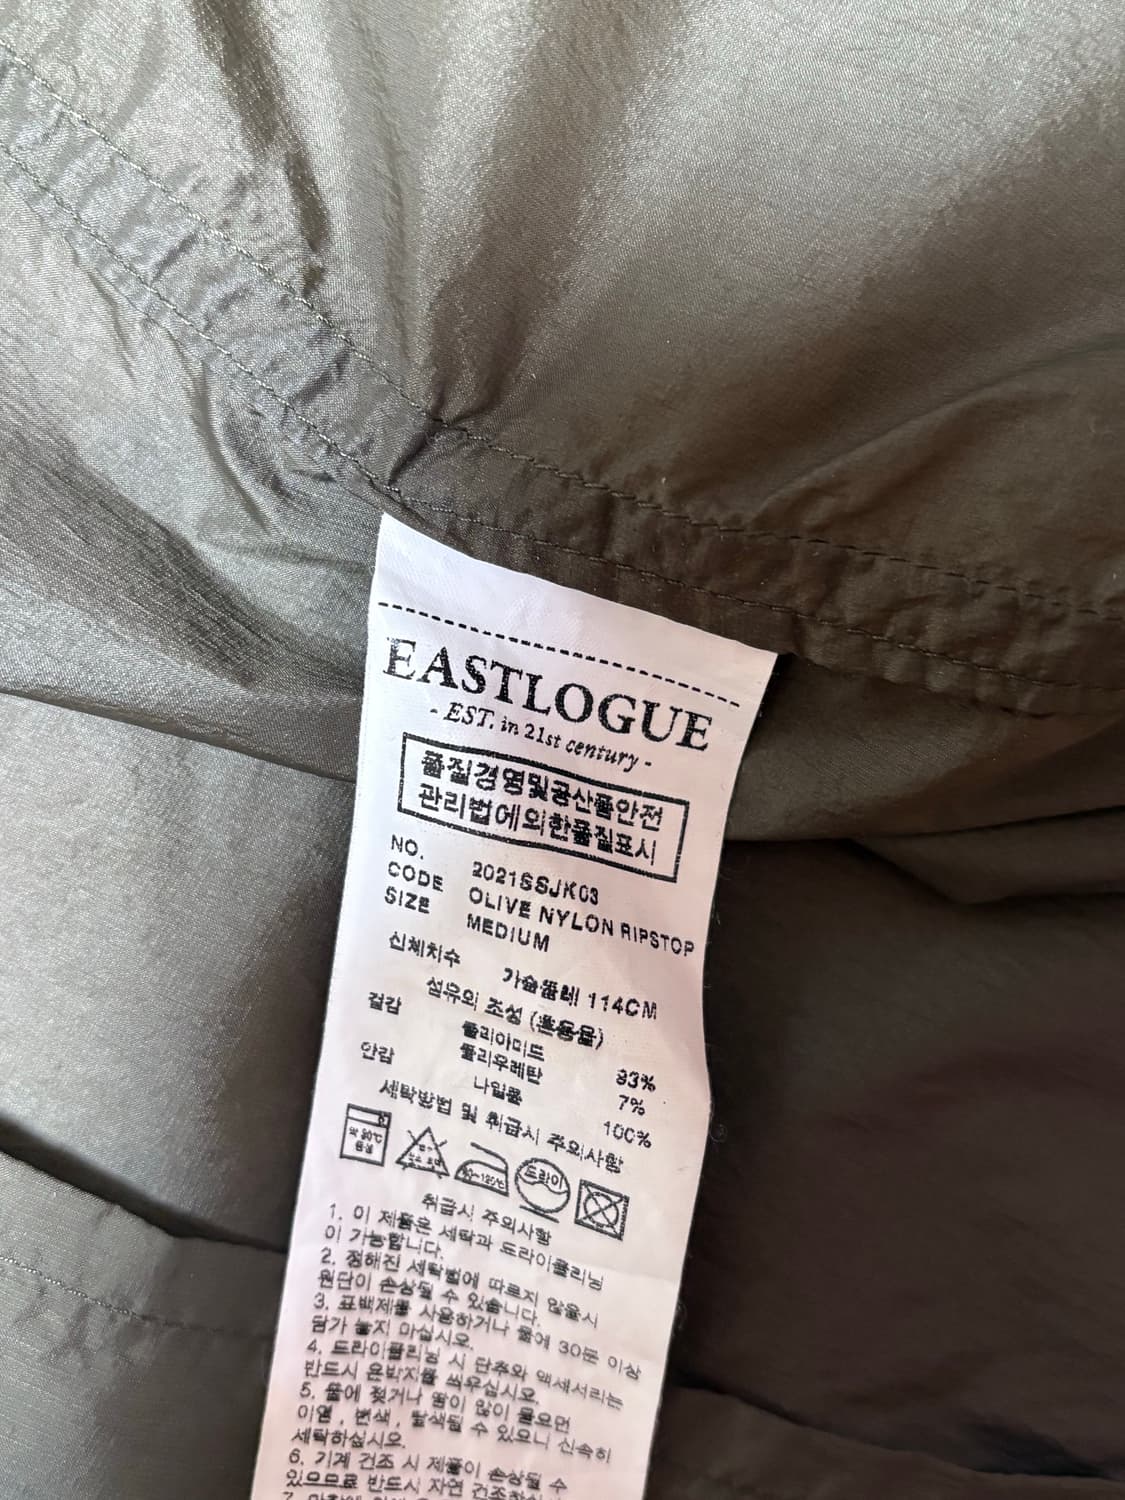 EASTLOGUE
- EST. in 21st century -
품질경영및공산품안전
관리법에의한품질표시
NO. 2021SSJK03
CODE OLIVE NYLON RIPSTOP
SIZE MEDIUM
신체치수 가슴둘레 114CM
섬유의 조성 (혼용율)
겉감 폴리아미드 93%
폴리우레탄 7%
안감 나일론 100%
세탁방법 및 취급시 주의사항
약 30℃ 중성
80~120℃
드라이
취급시 주의사항
1. 이 제품은 세탁과 드라이클리닝
이 가능합니다.
2. 정해진 세탁법에 따르지 않을시
원단이 손상될 수 있습니다.
3. 표백제를 사용하거나 물에 30분 이상
담가 놓지 마십시오.
4. 드라이클리닝 시 단추와 액세서리는
반드시 은박지를 씌우십시오.
5. 물에 젖거나 땀이 많이 묻으면
이염, 변색, 탈색될 수 있으니 신속히
세탁하십시오.
6. 기계 건조 시 제품이 손상될 수
있으므로 반드시 자연 건조
7.